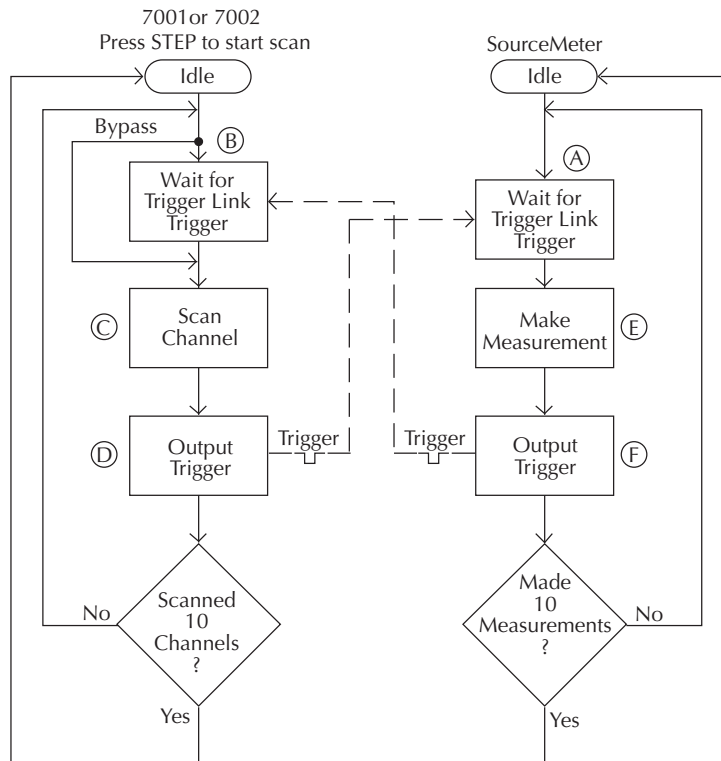 7001or 7002
Press STEP to start scan
Idle
Bypass
B
Wait for
Trigger Link
Trigger
C
Scan
Channel
D
Output
Trigger
Trigger
No
Scanned
10
Channels
?
Yes
SourceMeter
Idle
A
Wait for
Trigger Link
Trigger
Make
Measurement
E
Trigger
Output
Trigger
F
Made
10
Measurements
?
No
Yes